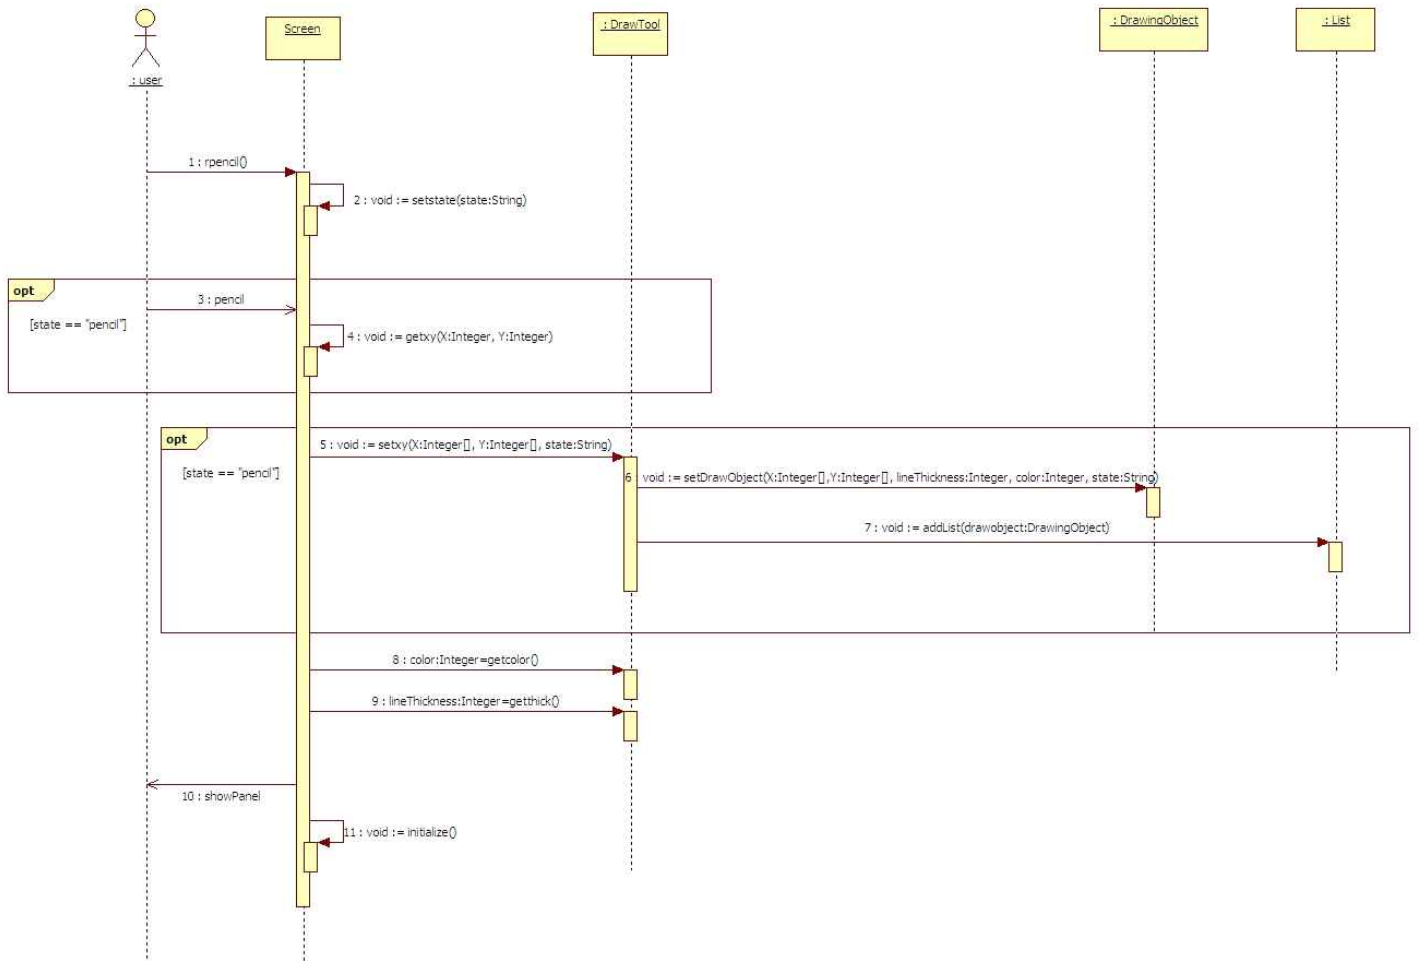 Screen
: DrawTool
: DrawingObject
: List
: user
1 : rpencil()
2 : void := setstate(state:String)
opt
3 : pencil
[state == "pencil"]
4 : void := getxy(X:Integer, Y:Integer)
opt
5 : void := setxy(X:Integer[], Y:Integer[], state:String)
[state == "pencil"]
6 : void := setDrawObject(X:Integer[],Y:Integer[], lineThickness:Integer, color:Integer, state:String)
7 : void := addList(drawobject:DrawingObject)
8 : color:Integer=getcolor()
9 : lineThickness:Integer=getthick()
10 : showPanel
11 : void := initialize()